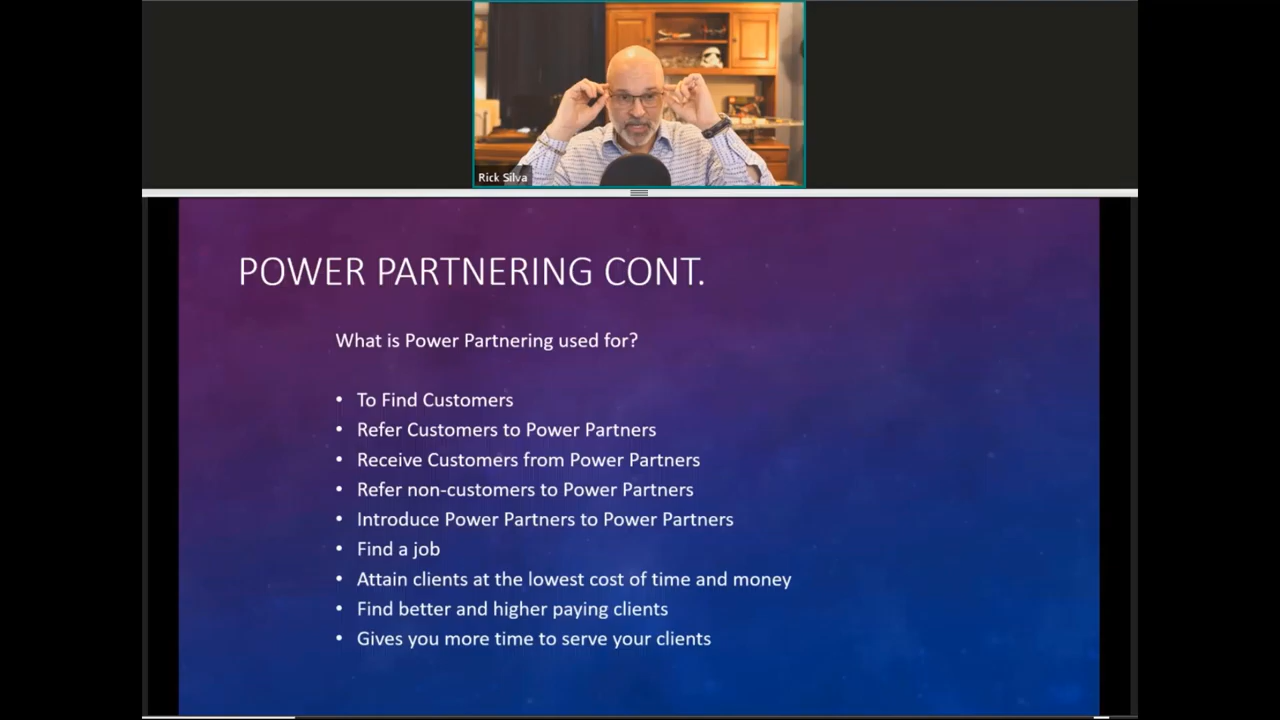 Rick Silva
POWER PARTNERING CONT.
What is Power Partnering used for?
• To Find Customers
• Refer Customers to Power Partners
• Receive Customers from Power Partners
• Refer non-customers to Power Partners
• Introduce Power Partners to Power Partners
• Find a job
• Attain clients at the lowest cost of time and money
• Find better and higher paying clients
• Gives you more time to serve your clients